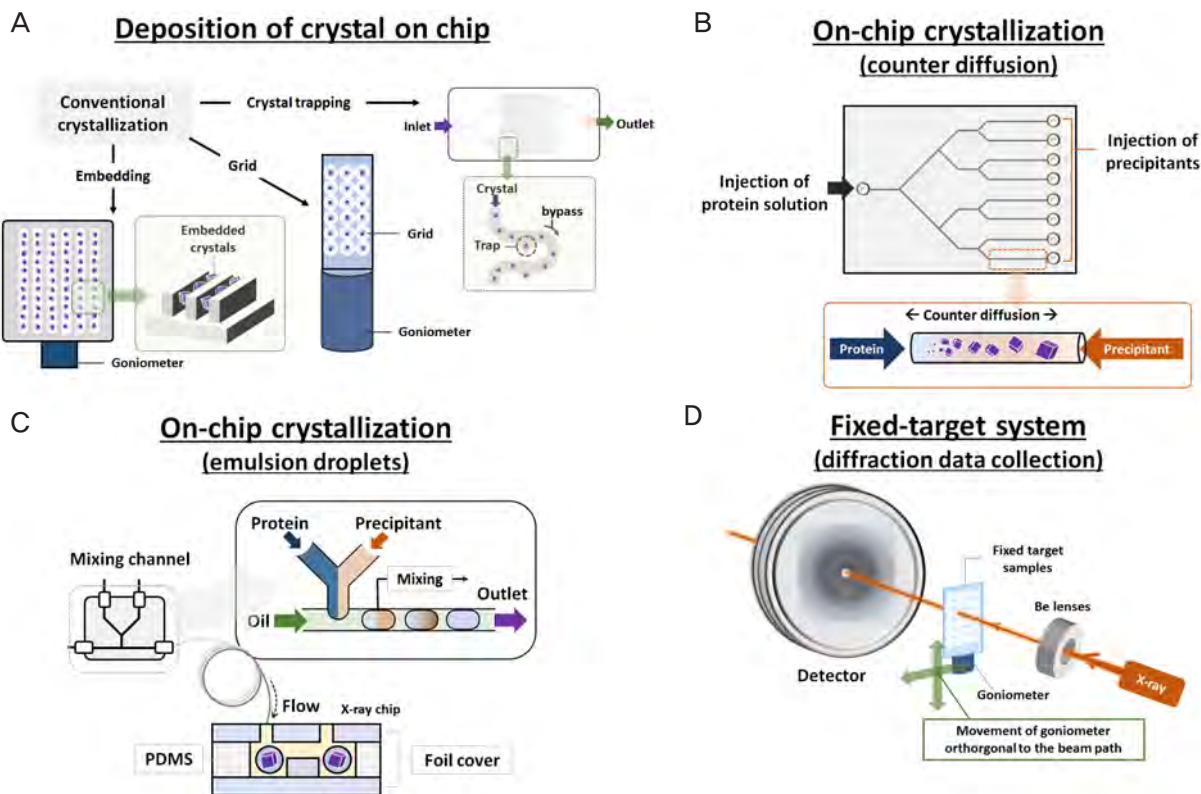 A
Deposition of crystal on chip
Conventional
crystallization
Crystal trapping
Inlet
Outlet
Embedding
Grid
Crystal
bypass
Trap
Grid
Embedded
crystals
Goniometer
Goniometer
B
On-chip crystallization
(counter diffusion)
Injection of
protein solution
Injection of
precipitants
← Counter diffusion →
Protein
Precipitant
C
On-chip crystallization
(emulsion droplets)
Mixing channel
Protein
Precipitant
Mixing
Outlet
Oil
Flow
X-ray chip
PDMS
Foil cover
D
Fixed-target system
(diffraction data collection)
Fixed target
samples
Be lenses
Detector
Goniometer
X-ray
Movement of goniometer
orthorgonal to the beam path